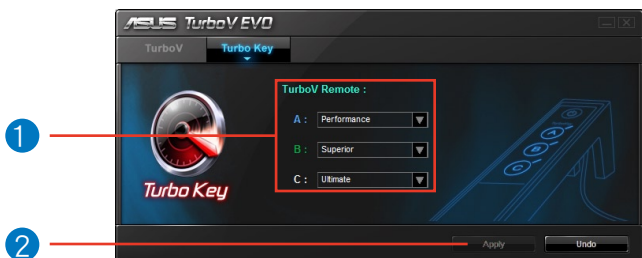 ASUS TurboV EVO
TurboV Turbo Key
TurboV Remote :
1
A : Performance
B : Superior
C : Ultimate
Turbo Key
A
B
C
2
Apply Undo